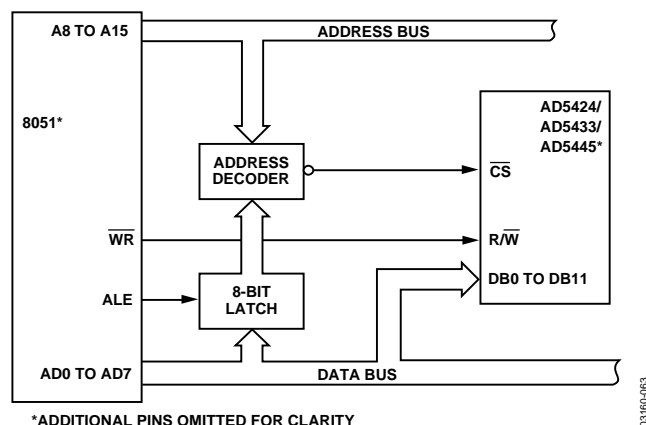 A8 TO A15
ADDRESS BUS
8051*
AD5424/
AD5433/
AD5445*
ADDRESS
DECODER
CS
WR
R/W
8-BIT
LATCH
DB0 TO DB11
ALE
AD0 TO AD7
DATA BUS
*ADDITIONAL PINS OMITTED FOR CLARITY
03160-063